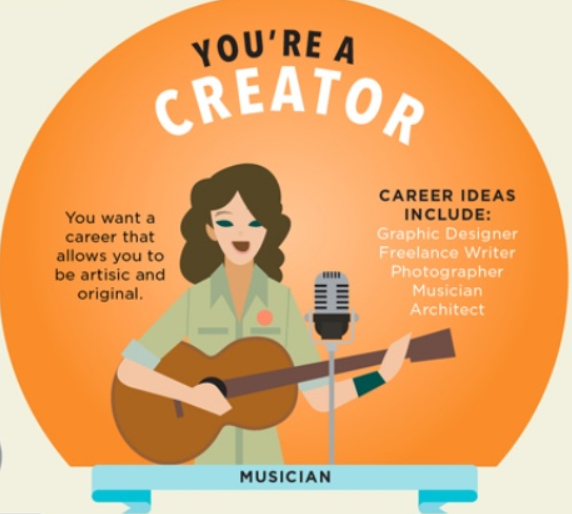 YOU'RE A
CREATOR
You want a
career that
allows you to
be artisic and
original.
CAREER IDEAS
INCLUDE:
Graphic Designer
Freelance Writer
Photographer
Musician
Architect
MUSICIAN